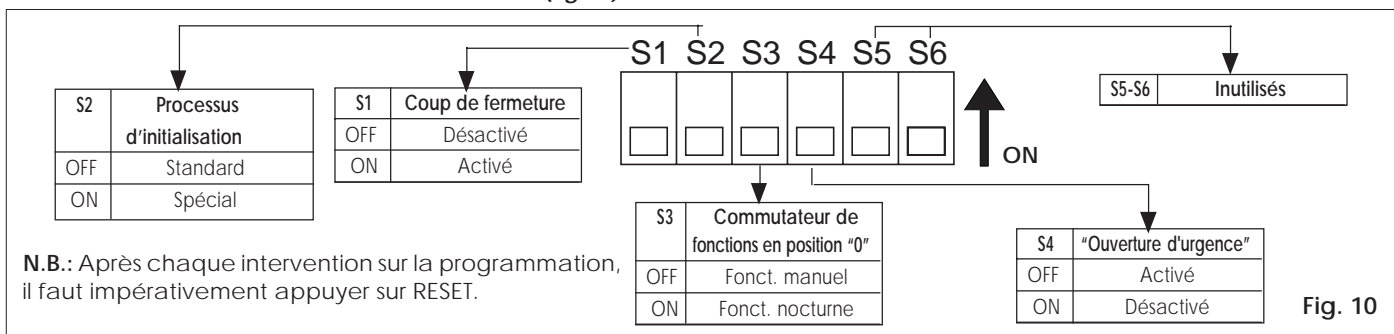 S1 S2 S3 S4 S5 S6
ON
S2 Processus d'initialisation
OFF Standard
ON Spécial
S1 Coup de fermeture
OFF Désactivé
ON Activé
S5-S6 Inutilisés
S3 Commutateur de
fonctions en position "0"
OFF Fonct. manuel
ON Fonct. nocturne
S4 "Ouverture d'urgence"
OFF Activé
ON Désactivé
N.B.: Après chaque intervention sur la programmation,
il faut impérativement appuyer sur RESET.
Fig. 10